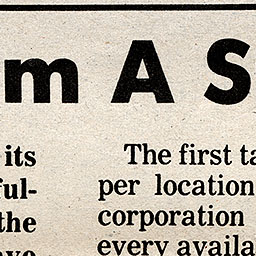 m A S
its
ful-
the
The first ta
per location
corporation
every availa